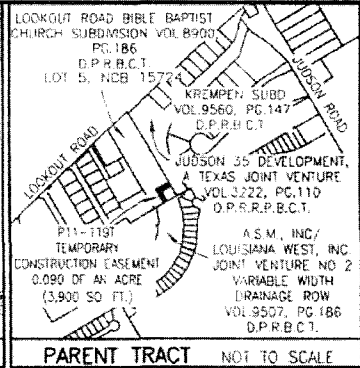 LOOKOUT ROAD BIBLE BAPTIST
CHURCH SUBDIVISION VOL 8900,
PG.186
D.P.R.B.C.T.
LOT 5, NCB 15724
JUDSON ROAD
KREMPEN SUBD
VOL.9560, PG.147
D.P.R.B.C.T.
LOOKOUT ROAD
JUDSON 35 DEVELOPMENT,
A TEXAS JOINT VENTURE
VOL 3222, PG.110
O.P.R.R.P.B.C.T.
P11-119T
TEMPORARY
CONSTRUCTION EASEMENT
0.090 OF AN ACRE
(3,900 SQ FT.)
A.S.M., INC/
LOUISIANA WEST, INC
JOINT VENTURE NO 2
VARIABLE WIDTH
DRAINAGE ROW
VOL.9507, PG.186
D.P.R.B.C.T.
PARENT TRACT NOT TO SCALE